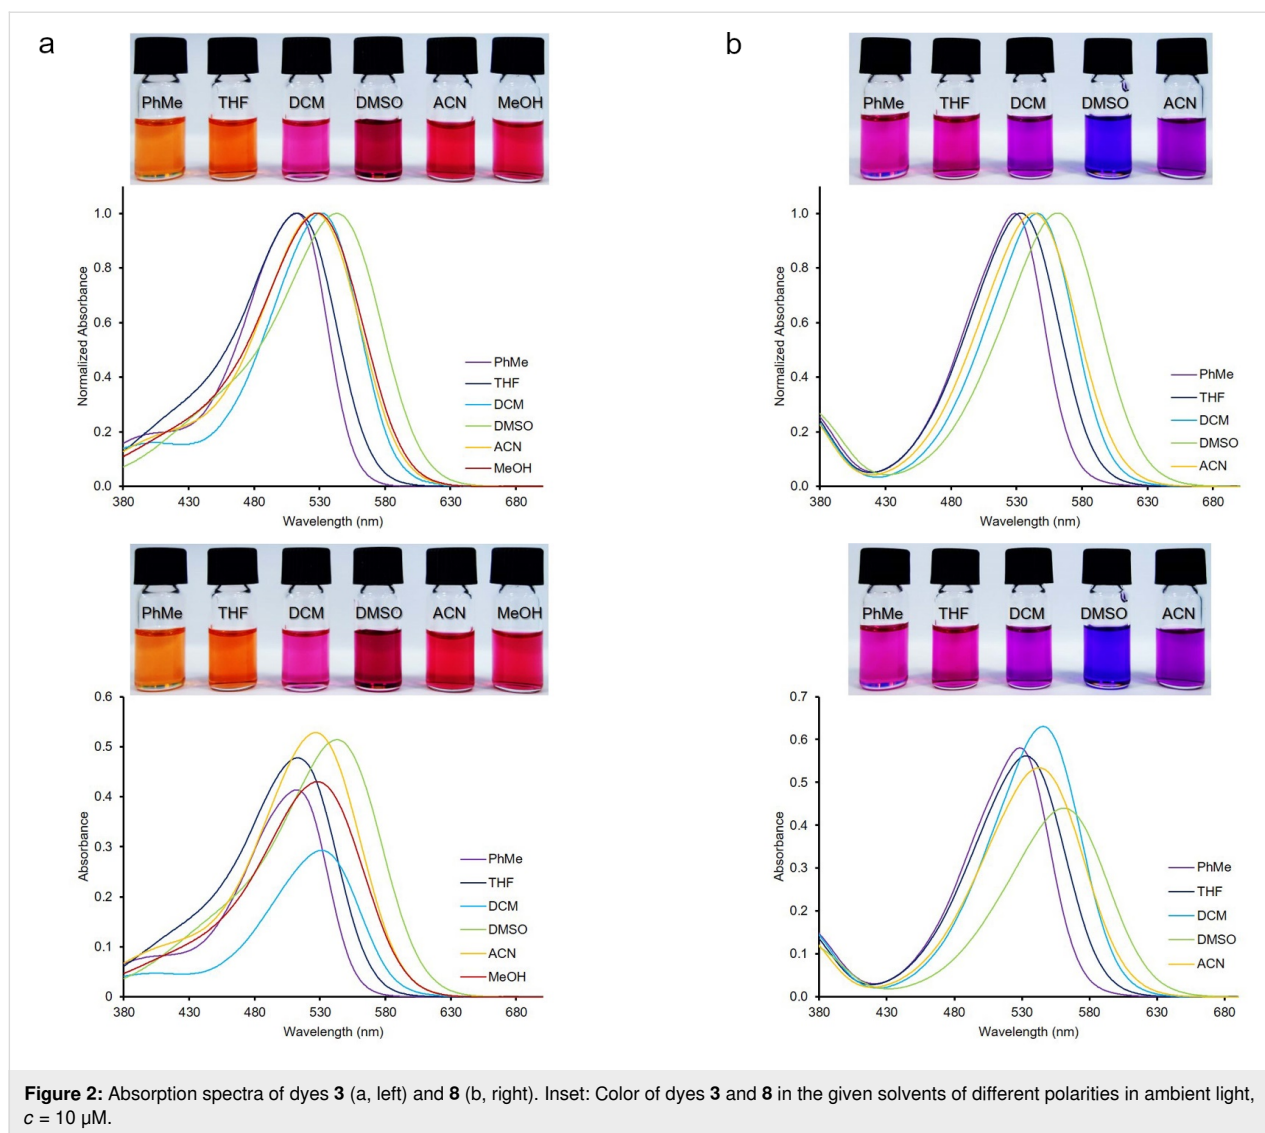 a
b
PhMe THF DCM DMSO ACN MeOH
PhMe THF DCM DMSO ACN
Normalized Absorbance
1.0
0.8
0.6
0.4
0.2
0.0
380 430 480 530 580 630 680
Wavelength (nm)
PhMe
THF
DCM
DMSO
ACN
MeOH
Normalized Absorbance
1.0
0.8
0.6
0.4
0.2
0.0
380 430 480 530 580 630 680
Wavelength (nm)
PhMe
THF
DCM
DMSO
ACN
PhMe THF DCM DMSO ACN MeOH
PhMe THF DCM DMSO ACN
Absorbance
0.6
0.5
0.4
0.3
0.2
0.1
0
380 430 480 530 580 630 680
Wavelength (nm)
PhMe
THF
DCM
DMSO
ACN
MeOH
Absorbance
0.7
0.6
0.5
0.4
0.3
0.2
0.1
0.0
380 430 480 530 580 630 680
Wavelength (nm)
PhMe
THF
DCM
DMSO
ACN
Figure 2: Absorption spectra of dyes 3 (a, left) and 8 (b, right). Inset: Color of dyes 3 and 8 in the given solvents of different polarities in ambient light,
c = 10 µM.